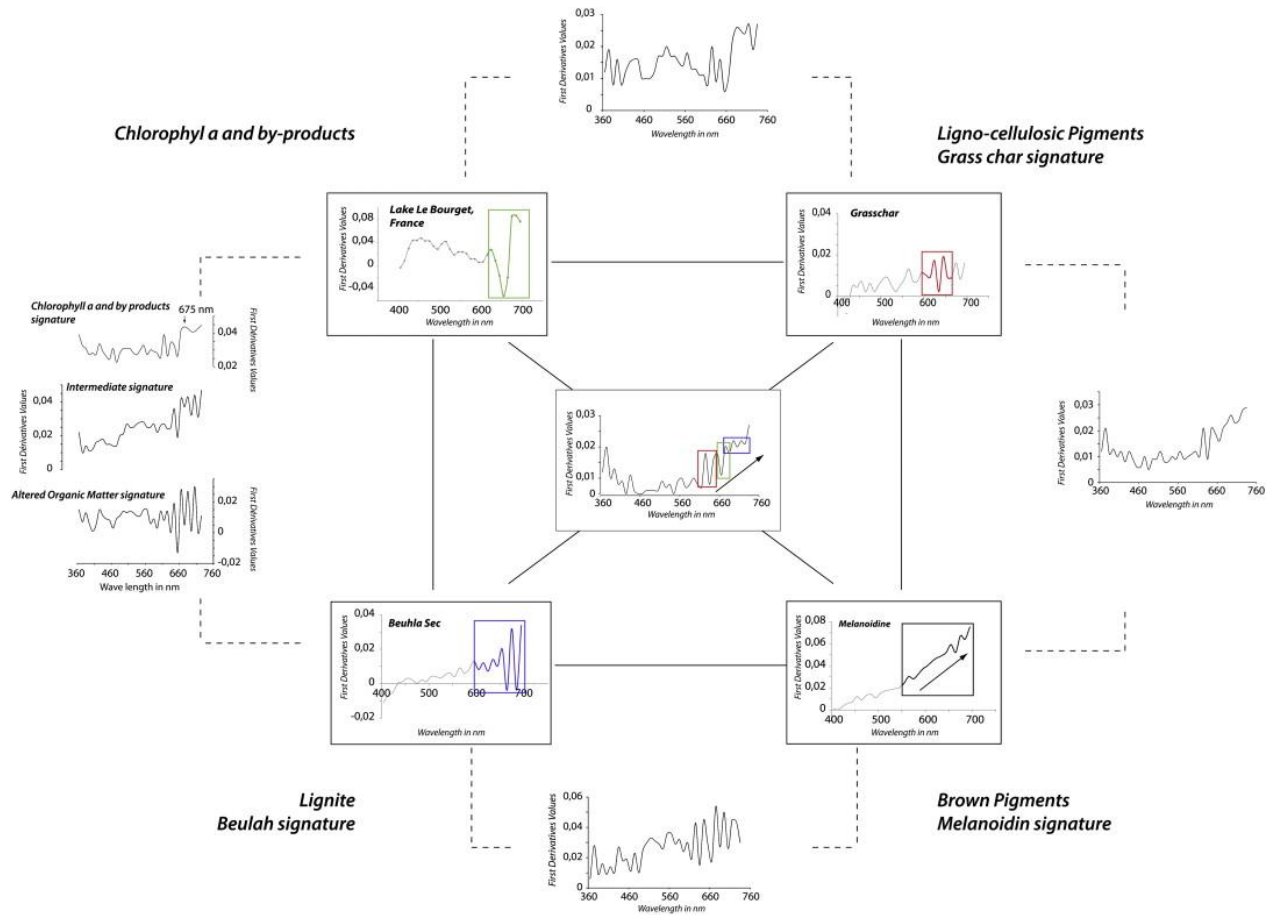 0,03
0,02
0,01
0
First Derivatives Values
360 460 560 660 760
Wavelength in nm
Chlorophyl a and by-products
Ligno-cellulosic Pigments
Grass char signature
Lake Le Bourget,
France
0,08
0,04
0
-0,04
First Derivatives Values
400 500 600 700
Wavelength in nm
Grasschar
0,04
0,02
0
First Derivatives Values
400 500 600 700
Wavelength in nm
Chlorophyll a and by products
signature
675 nm
0,04
0,02
First Dérivatives Values
Intermediate signature
0,04
0,02
0
First Dérivatives Values
Altered Organic Matter signature
0,02
0
-0,02
First Dérivatives Values
360 460 560 660 760
Wave length in nm
0,03
0,02
0,01
0
First Derivatives Values
360 460 560 660 760
Wavelength in nm
0,03
0,02
0,01
0
First Derivatives Values
360 460 560 660 760
Wavelength in nm
Beuhla Sec
0,04
0,02
0
-0,02
First Derivatives Values
400 500 600 700
Wavelength in nm
Melanoidine
0,08
0,06
0,04
0,02
0
First Derivatives Values
400 500 600 700
Wavelength in nm
Lignite
Beulah signature
Brown Pigments
Melanoidin signature
0,06
0,04
0,02
0
First Derivatives Values
360 460 560 660 760
Wavelength in nm